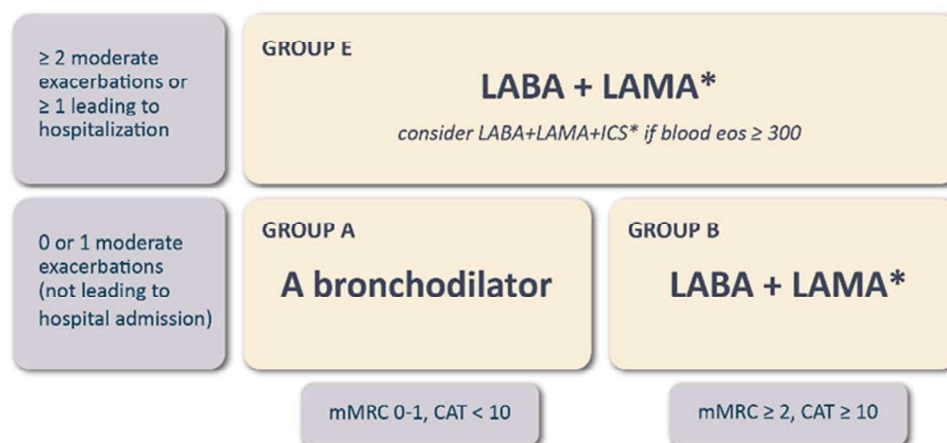 ≥ 2 moderate
exacerbations or
≥ 1 leading to
hospitalization
GROUP E
LABA + LAMA*
consider LABA+LAMA+ICS* if blood eos ≥ 300
0 or 1 moderate
exacerbations
(not leading to
hospital admission)
GROUP A
A bronchodilator
GROUP B
LABA + LAMA*
mMRC 0-1, CAT < 10
mMRC ≥ 2, CAT ≥ 10